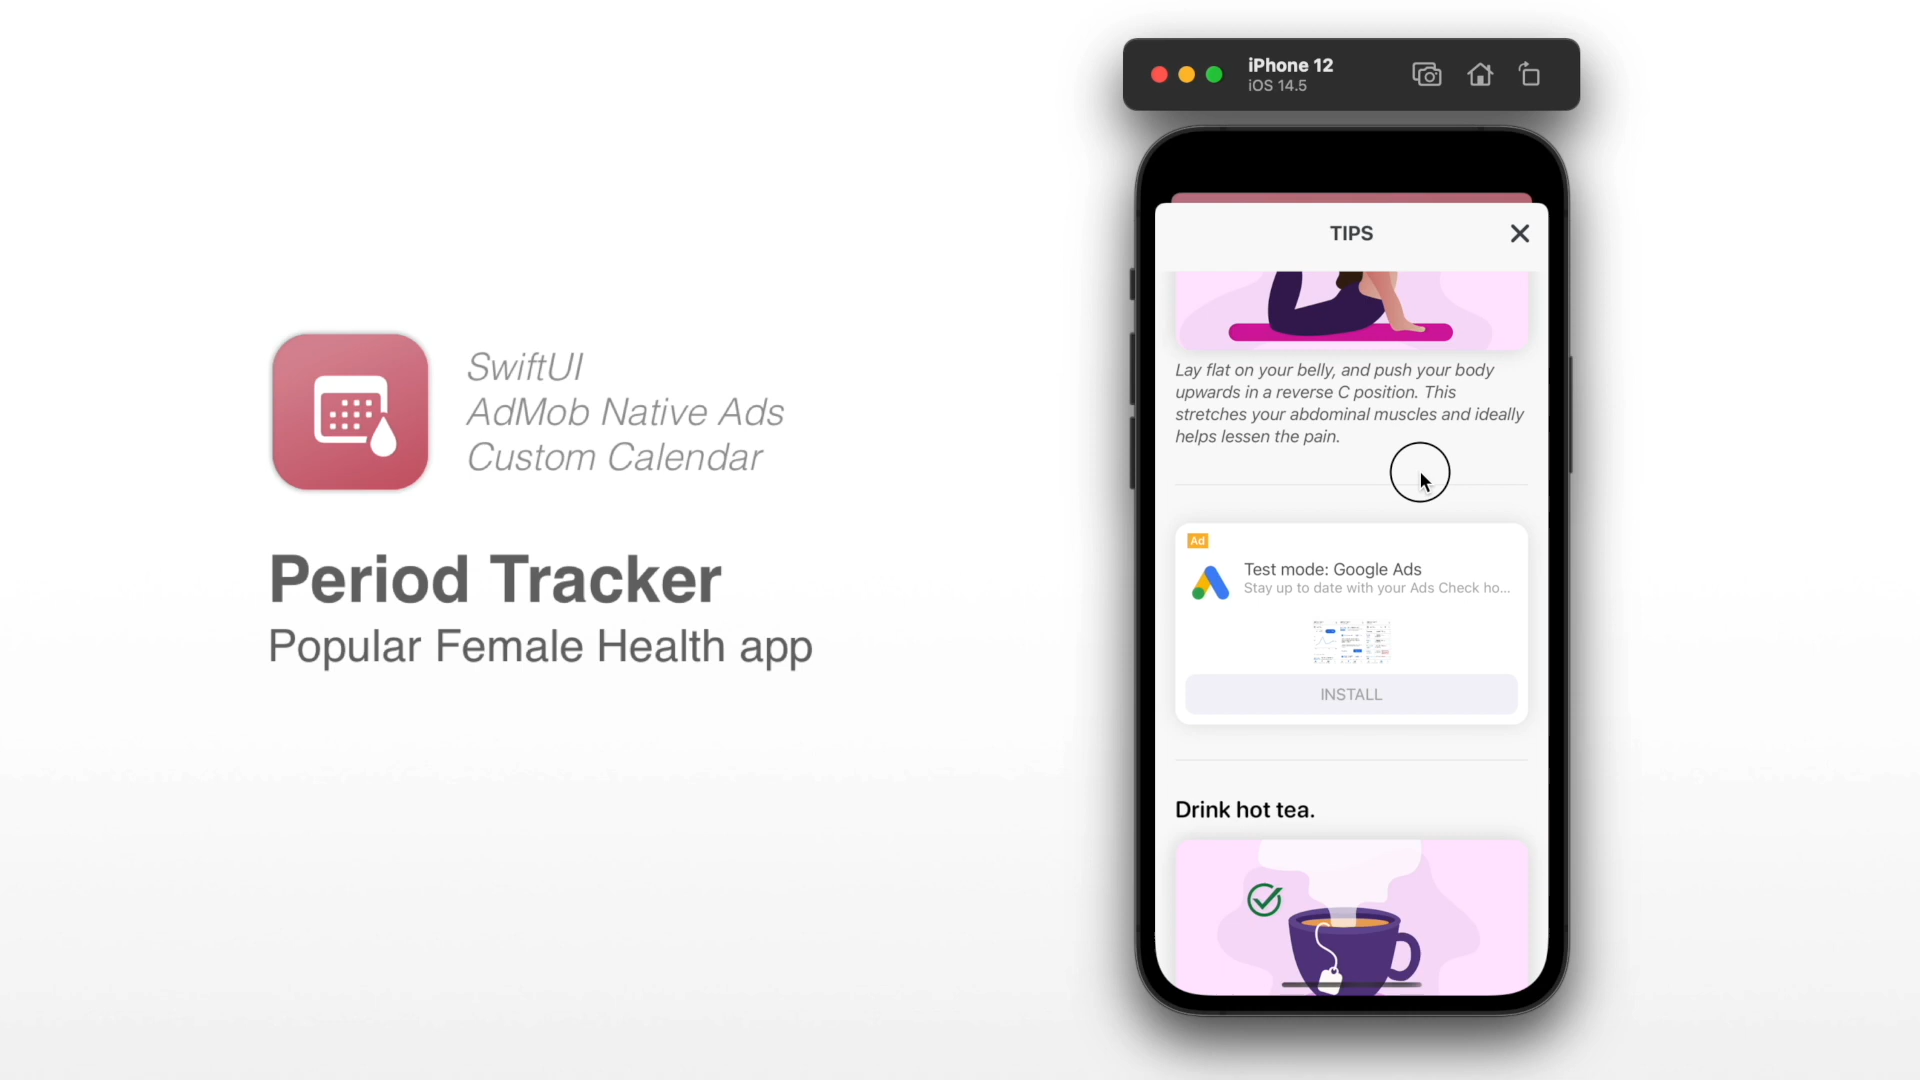 SwiftUI
AdMob Native Ads
Custom Calendar
Period Tracker
Popular Female Health app
iPhone 12
iOS 14.5
TIPS
Lay flat on your belly, and push your body
upwards in a reverse C position. This
stretches your abdominal muscles and ideally
helps lessen the pain.
Ad
Test mode: Google Ads
Stay up to date with your Ads Check ho...
INSTALL
Drink hot tea.